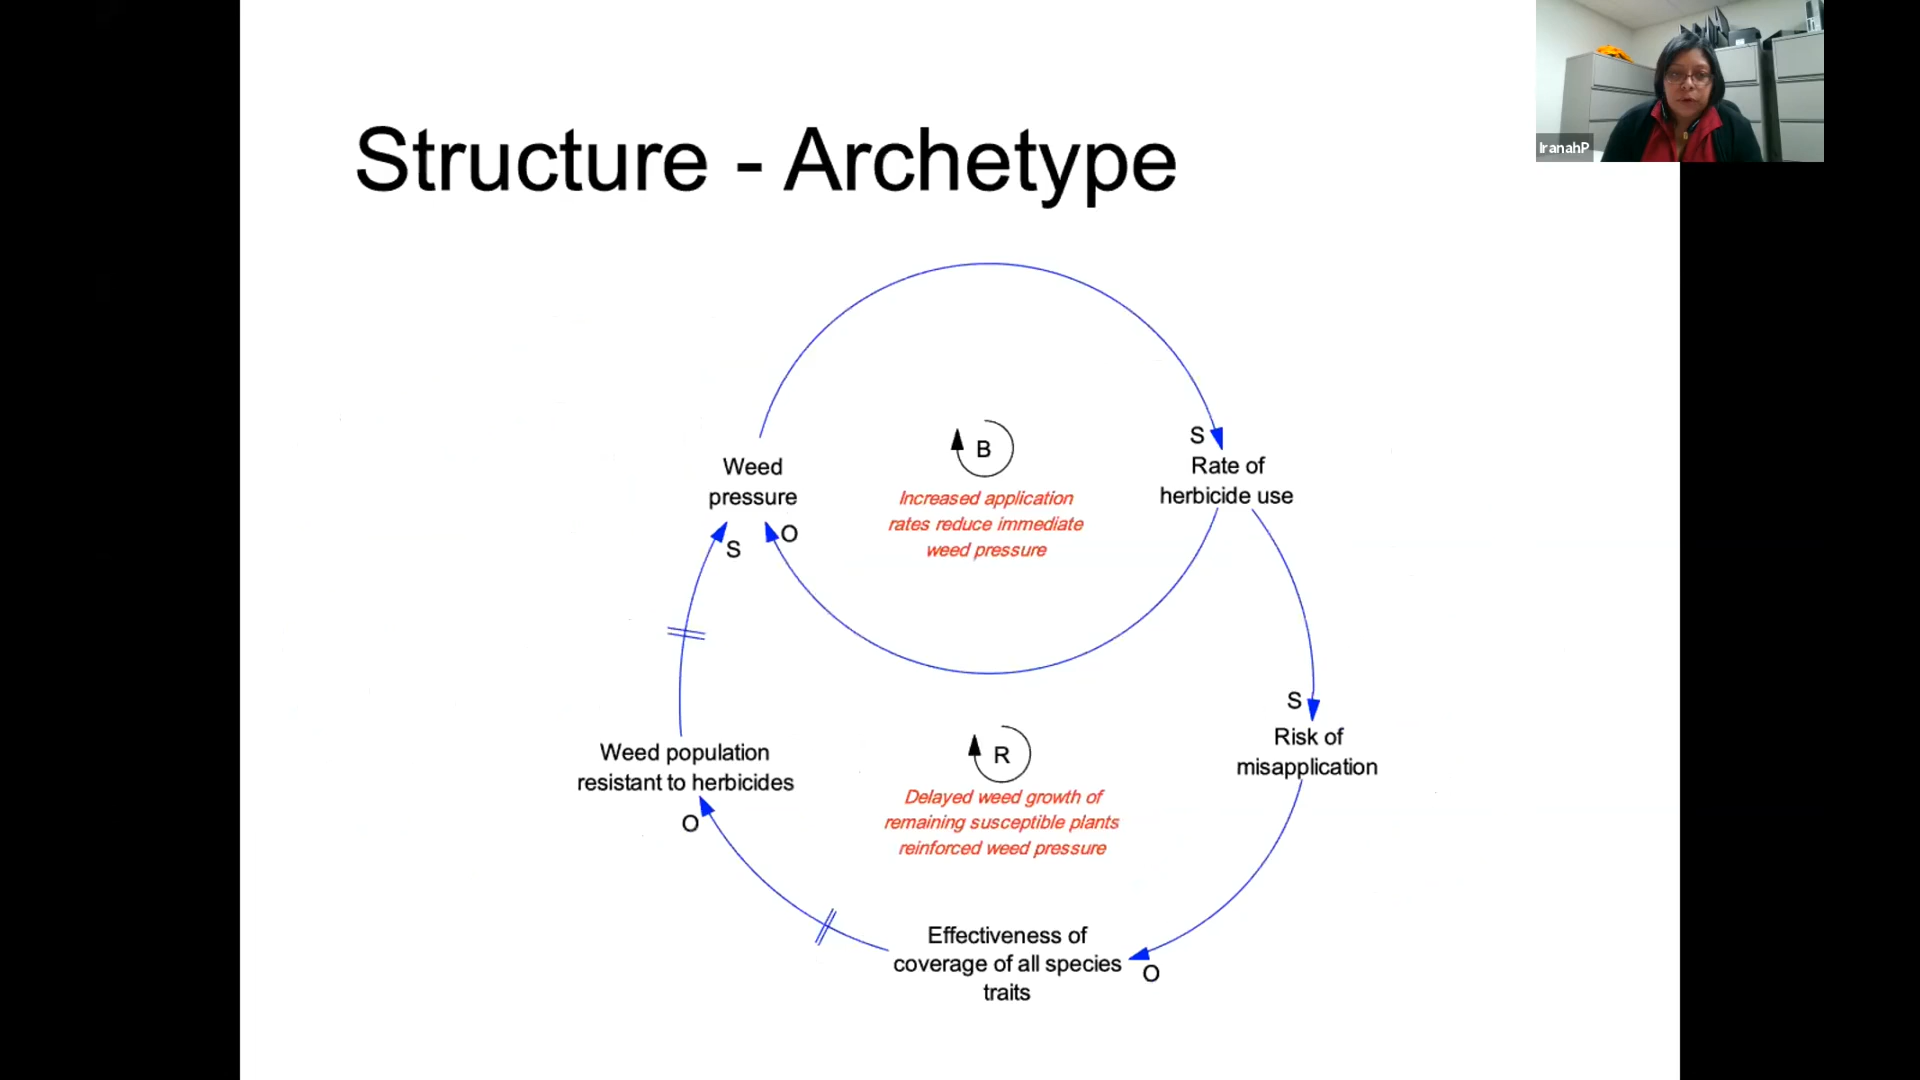 Structure - Archetype
IranahP
B
Increased application
rates reduce immediate
weed pressure
Weed
pressure
S
Rate of
herbicide use
S
O
S
Risk of
misapplication
Weed population
resistant to herbicides
O
R
Delayed weed growth of
remaining susceptible plants
reinforced weed pressure
Effectiveness of
coverage of all species
traits
O